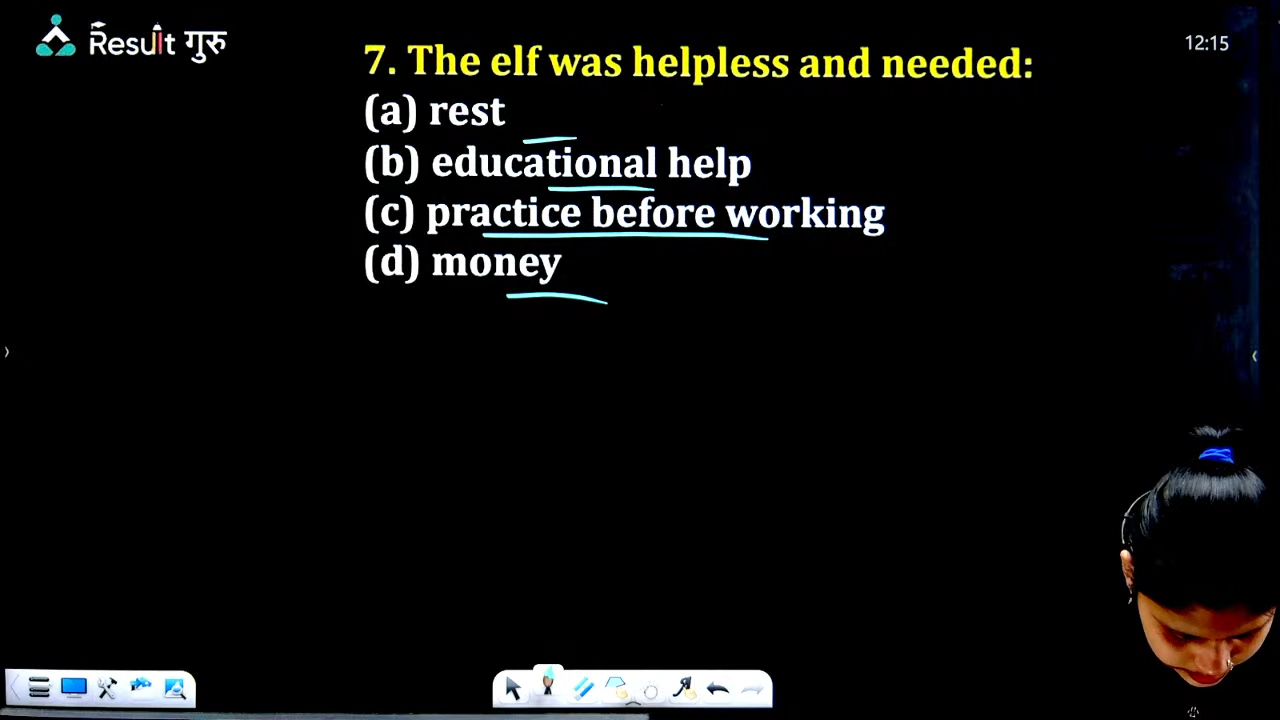 Result गुरु
12:15
7. The elf was helpless and needed:
(a) rest
(b) educational help
(c) practice before working
(d) money